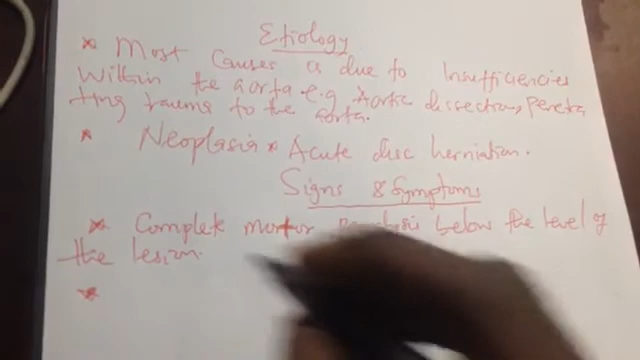 Etiology
* Most causes is due to Insufficiencies
within the aorta e.g Aortic dissection, Penetra
ting trauma to the aorta.
* Neoplasia * Acute disc herniation.
Signs & Symptoms
* Complete motor below the level of
the lesion.
*